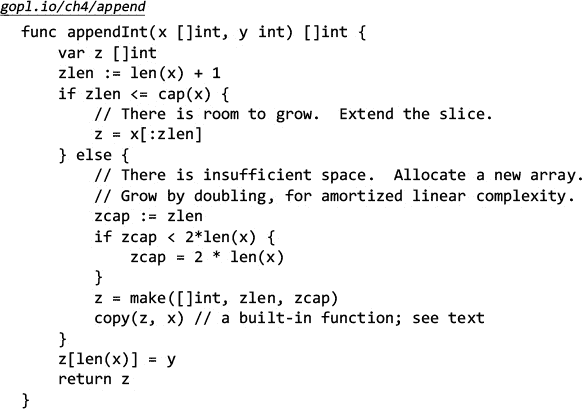 gopl.io/ch4/append
func appendInt(x []int, y int) []int {
    var z []int
    zlen := len(x) + 1
    if zlen <= cap(x) {
        // There is room to grow.  Extend the slice.
        z = x[:zlen]
    } else {
        // There is insufficient space.  Allocate a new array.
        // Grow by doubling, for amortized linear complexity.
        zcap := zlen
        if zcap < 2*len(x) {
            zcap = 2 * len(x)
        }
        z = make([]int, zlen, zcap)
        copy(z, x) // a built-in function; see text
    }
    z[len(x)] = y
    return z
}